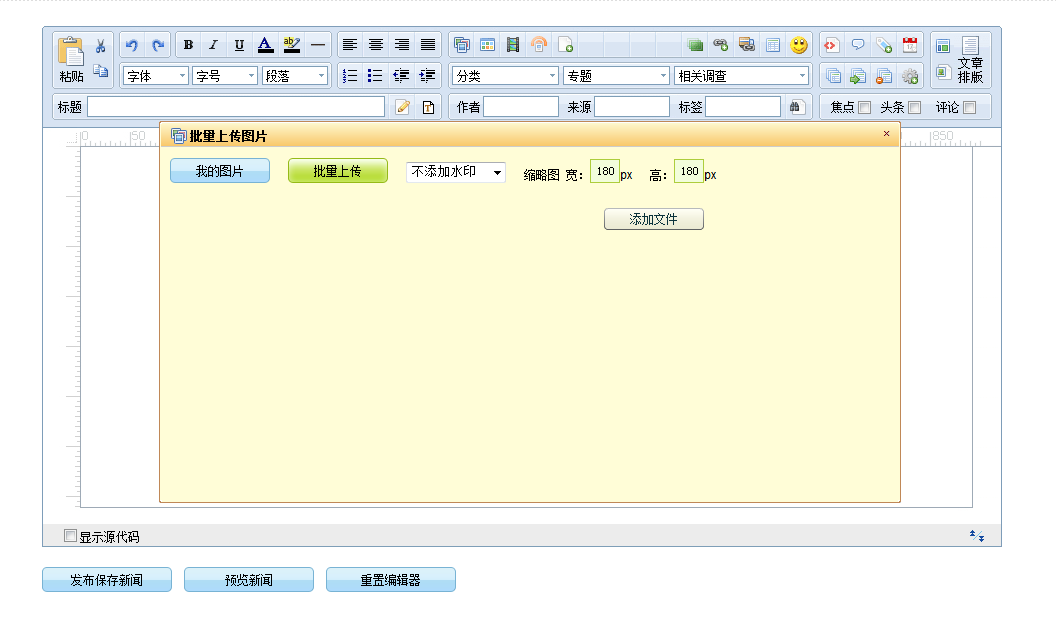 B I U A ab
粘贴 字体 字号 段落 分类 专题 相关调查 文章排版
标题 作者 来源 标签 焦点 头条 评论
0 50 850
批量上传图片 ×
我的图片 批量上传 不添加水印 缩略图 宽: 180 px 高: 180 px
添加文件
显示源代码
发布保存新闻 预览新闻 重置编辑器